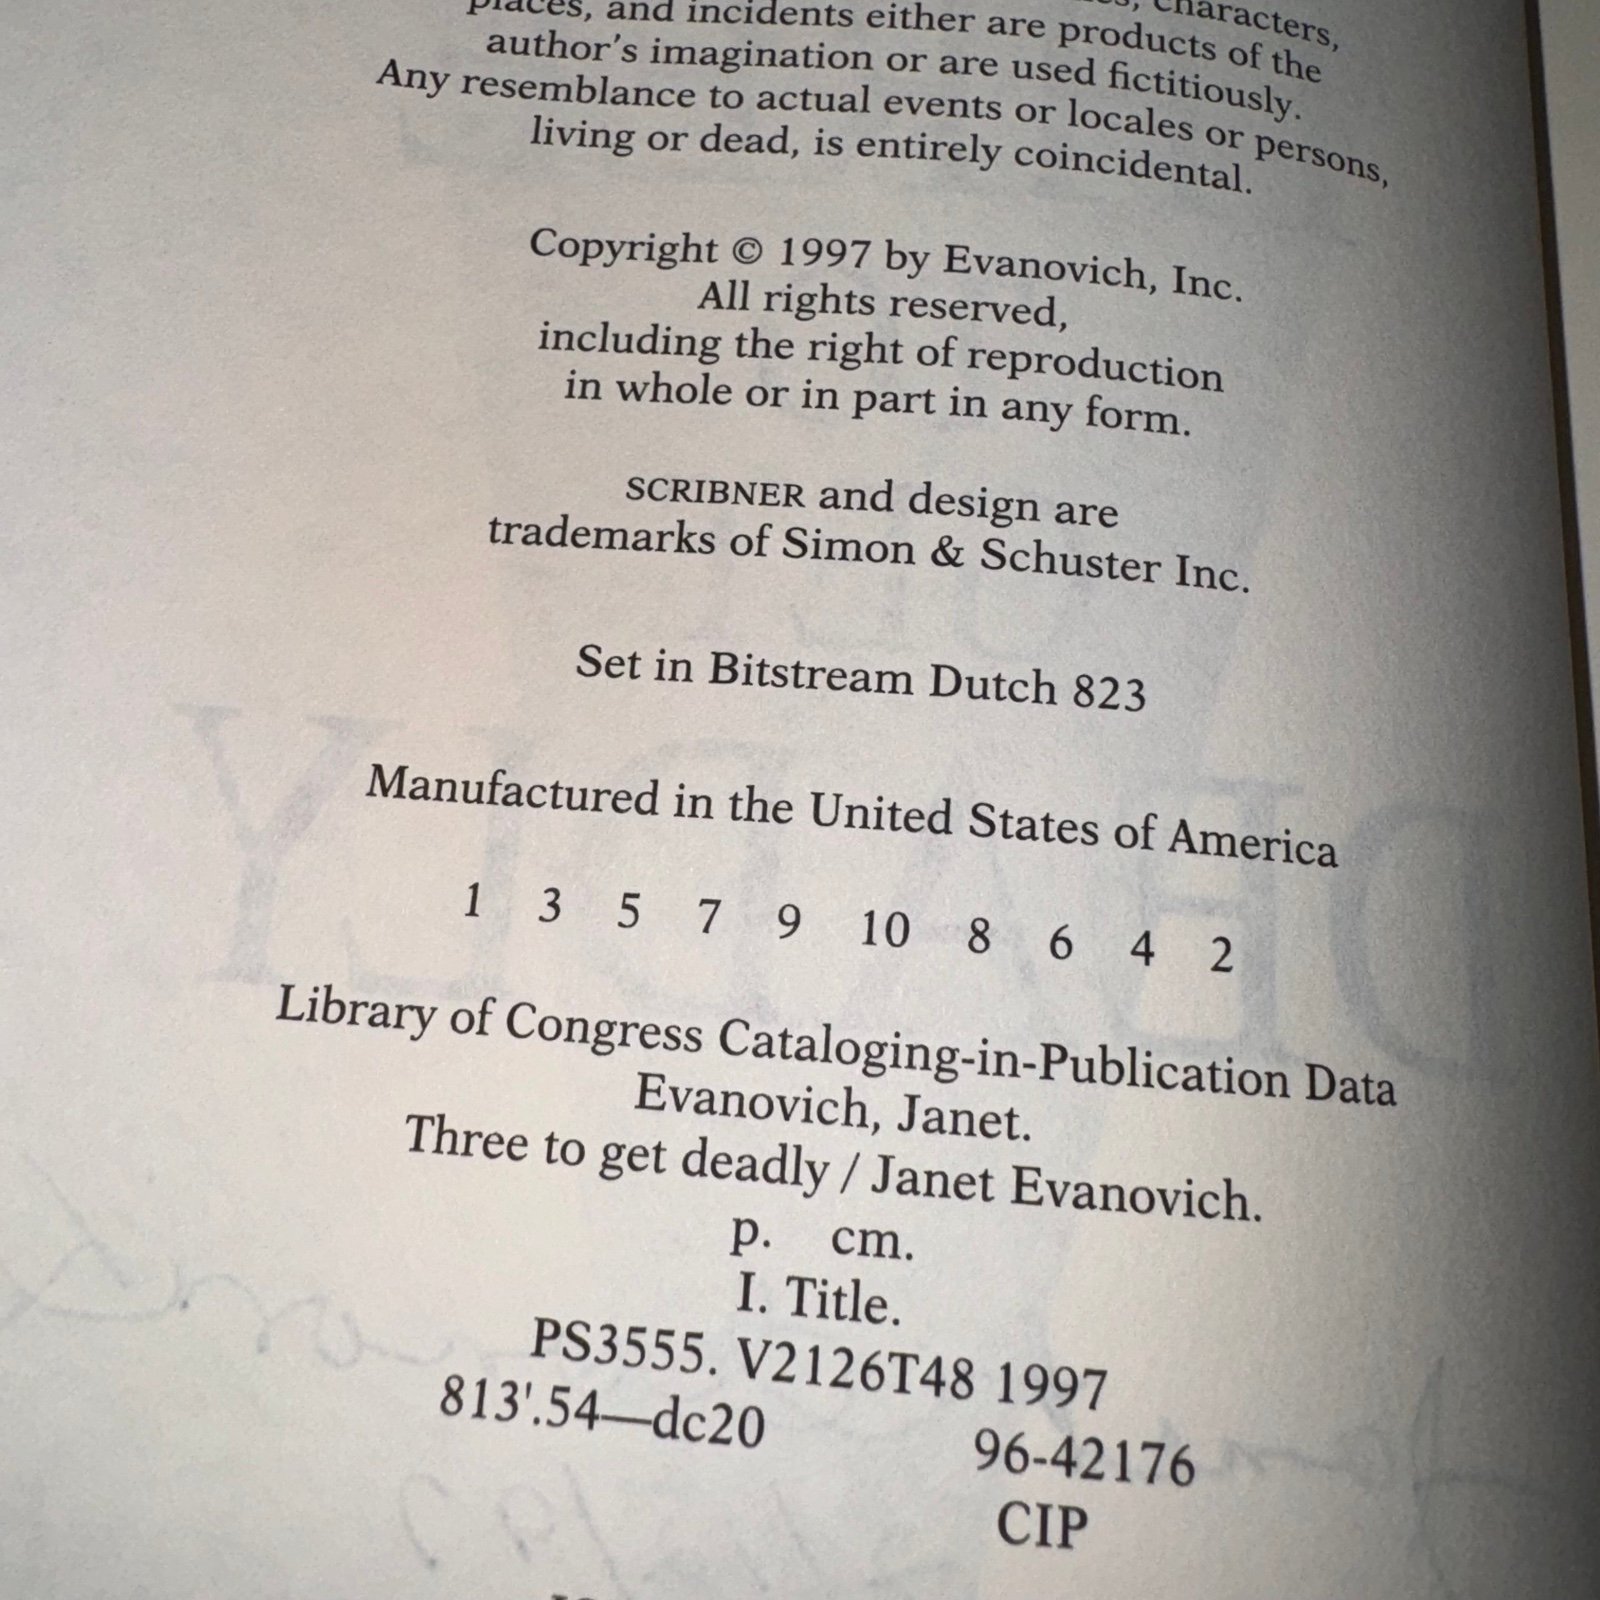 characters,
places, and incidents either are products of the
author's imagination or are used fictitiously.
Any resemblance to actual events or locales or persons,
living or dead, is entirely coincidental.
Copyright © 1997 by Evanovich, Inc.
All rights reserved,
including the right of reproduction
in whole or in part in any form.
SCRIBNER and design are
trademarks of Simon & Schuster Inc.
Set in Bitstream Dutch 823
Manufactured in the United States of America
1 3 5 7 9 10 8 6 4 2
Library of Congress Cataloging-in-Publication Data
Evanovich, Janet.
Three to get deadly / Janet Evanovich.
p. cm.
I. Title.
PS3555. V2126T48 1997
813'.54—dc20
96-42176
CIP
DEADLY